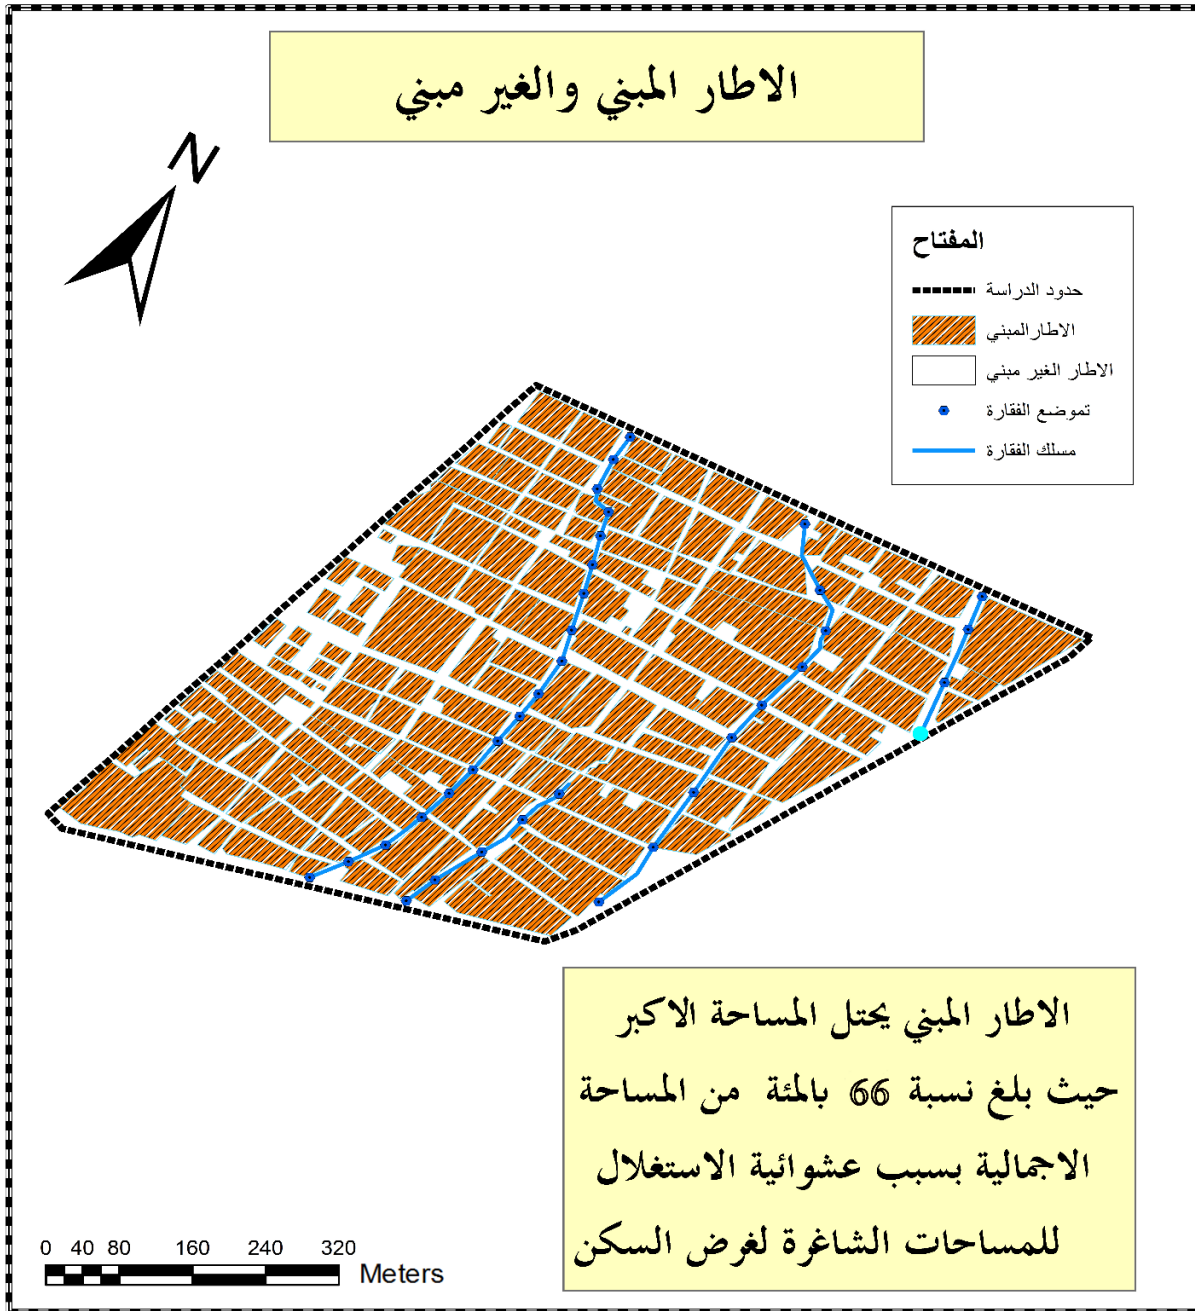 الاطار المبني والغير مبني
N
المفتاح
حدود الدراسة
الاطارالمبني
الاطار الغير مبني
تموضع الفقارة
مسلك الفقارة
الاطار المبني يحتل المساحة الاكبر
حيث بلغ نسبة 66 بالمئة من المساحة
الاجمالية بسبب عشوائية الاستغلال
للمساحات الشاغرة لغرض السكن
0 40 80 160 240 320
Meters